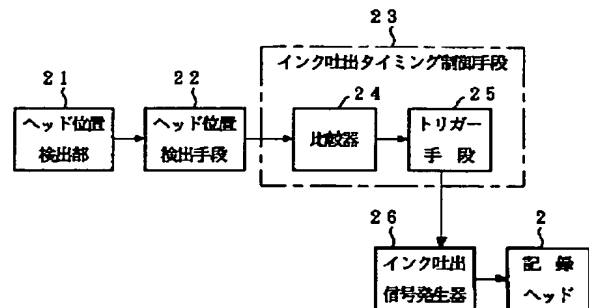 23
インク吐出タイミング制御手段
21
22
24
25
ヘッド位置
検出部
ヘッド位置
検出手段
比較器
トリガー
手段
26
2
インク吐出
信号発生器
記録
ヘッド